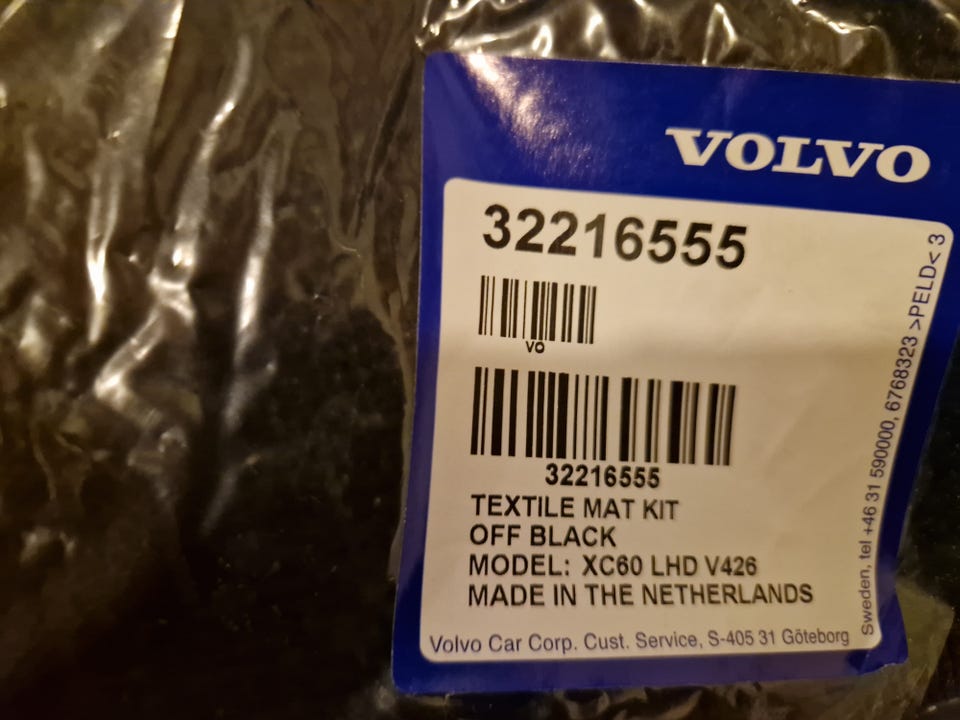 VOLVO
32216555
VO
32216555
TEXTILE MAT KIT
OFF BLACK
MODEL: XC60 LHD V426
MADE IN THE NETHERLANDS
Volvo Car Corp. Cust. Service, S-405 31 Göteborg
Sweden, tel +46 31 590000, 6768323 >PELD< 3